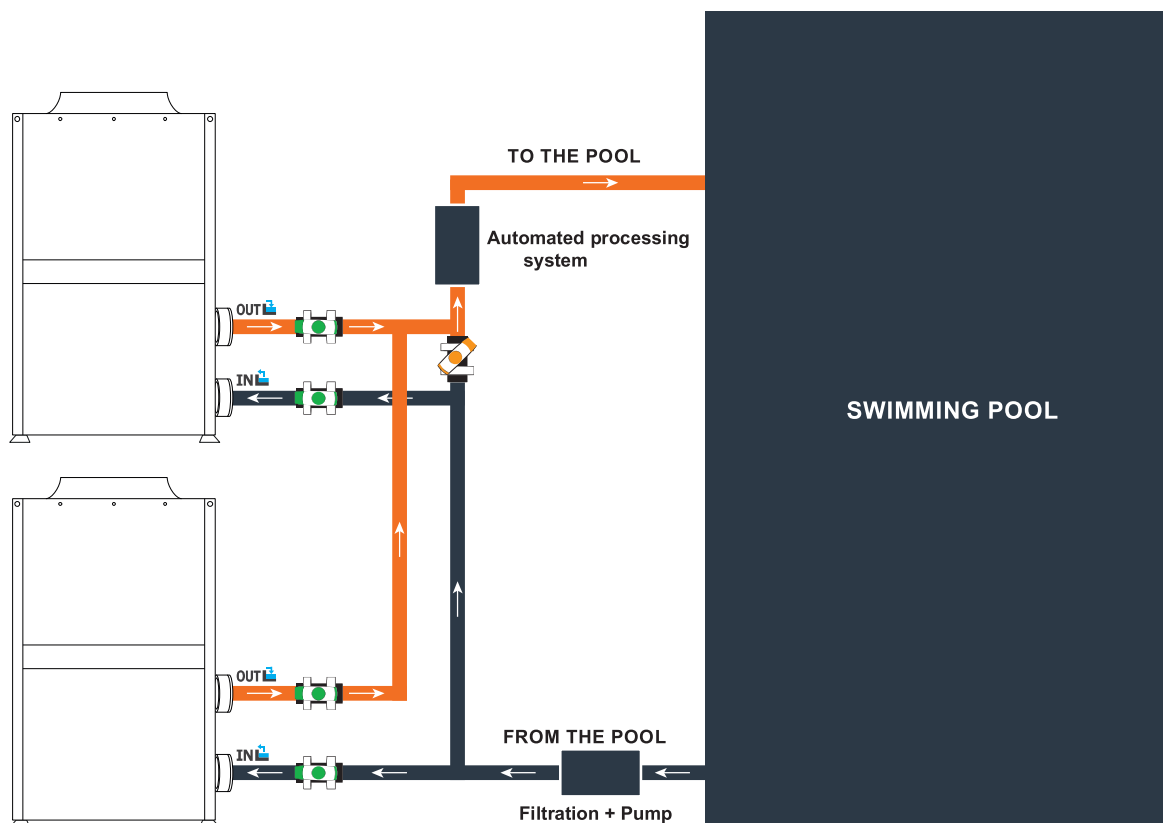 TO THE POOL
Automated processing
system
OUT
IN
SWIMMING POOL
OUT
FROM THE POOL
IN
Filtration + Pump